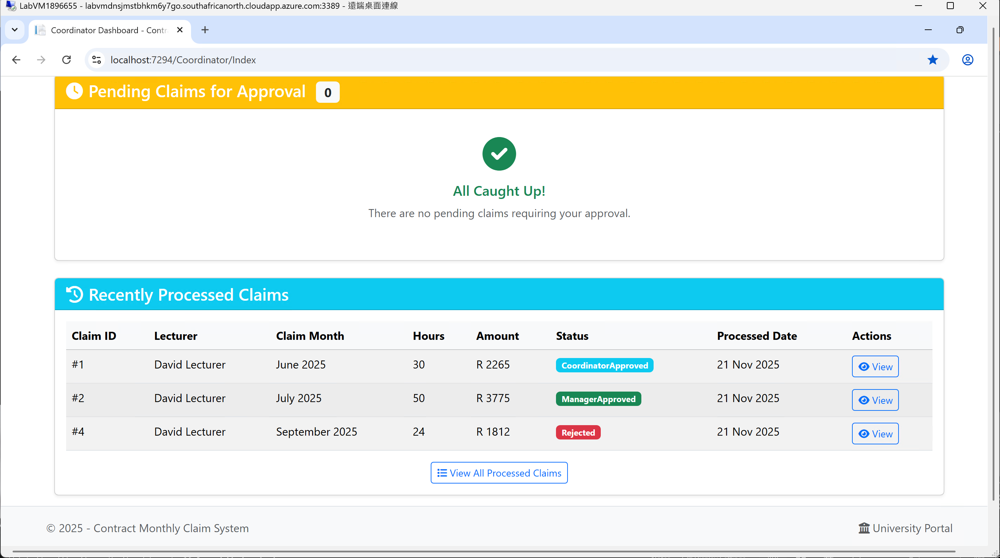 LabVM1896655 - labvmdnsjmstbhkm6y7go.southafricanorth.cloudapp.azure.com:3389 - 遠端桌面連線
Coordinator Dashboard - Contr
localhost:7294/Coordinator/Index
Pending Claims for Approval 0
All Caught Up!
There are no pending claims requiring your approval.
Recently Processed Claims
Claim ID Lecturer Claim Month Hours Amount Status Processed Date Actions
#1 David Lecturer June 2025 30 R 2265 CoordinatorApproved 21 Nov 2025 View
#2 David Lecturer July 2025 50 R 3775 ManagerApproved 21 Nov 2025 View
#4 David Lecturer September 2025 24 R 1812 Rejected 21 Nov 2025 View
View All Processed Claims
© 2025 - Contract Monthly Claim System University Portal